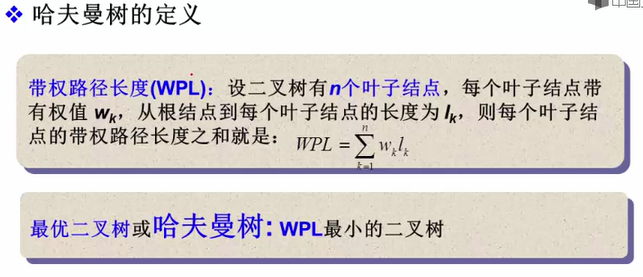 ❖ 哈夫曼树的定义
带权路径长度(WPL)：设二叉树有n个叶子结点，每个叶子结点带
有权值 wk，从根结点到每个叶子结点的长度为 lk，则每个叶子结
点的带权路径长度之和就是： WPL = ∑_{k=1}^{n} w_k l_k
最优二叉树或哈夫曼树: WPL最小的二叉树